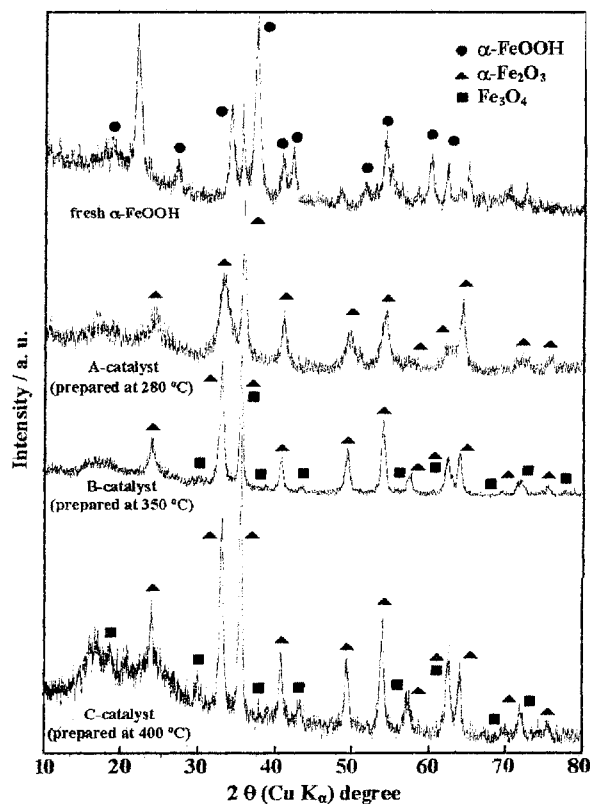 ● α-FeOOH
▲ α-Fe₂O₃
■ Fe₃O₄
fresh α-FeOOH
A-catalyst
(prepared at 280 °C)
B-catalyst
(prepared at 350 °C)
C-catalyst
(prepared at 400 °C)
Intensity / a. u.
10 20 30 40 50 60 70 80
2 θ (Cu Kα) degree